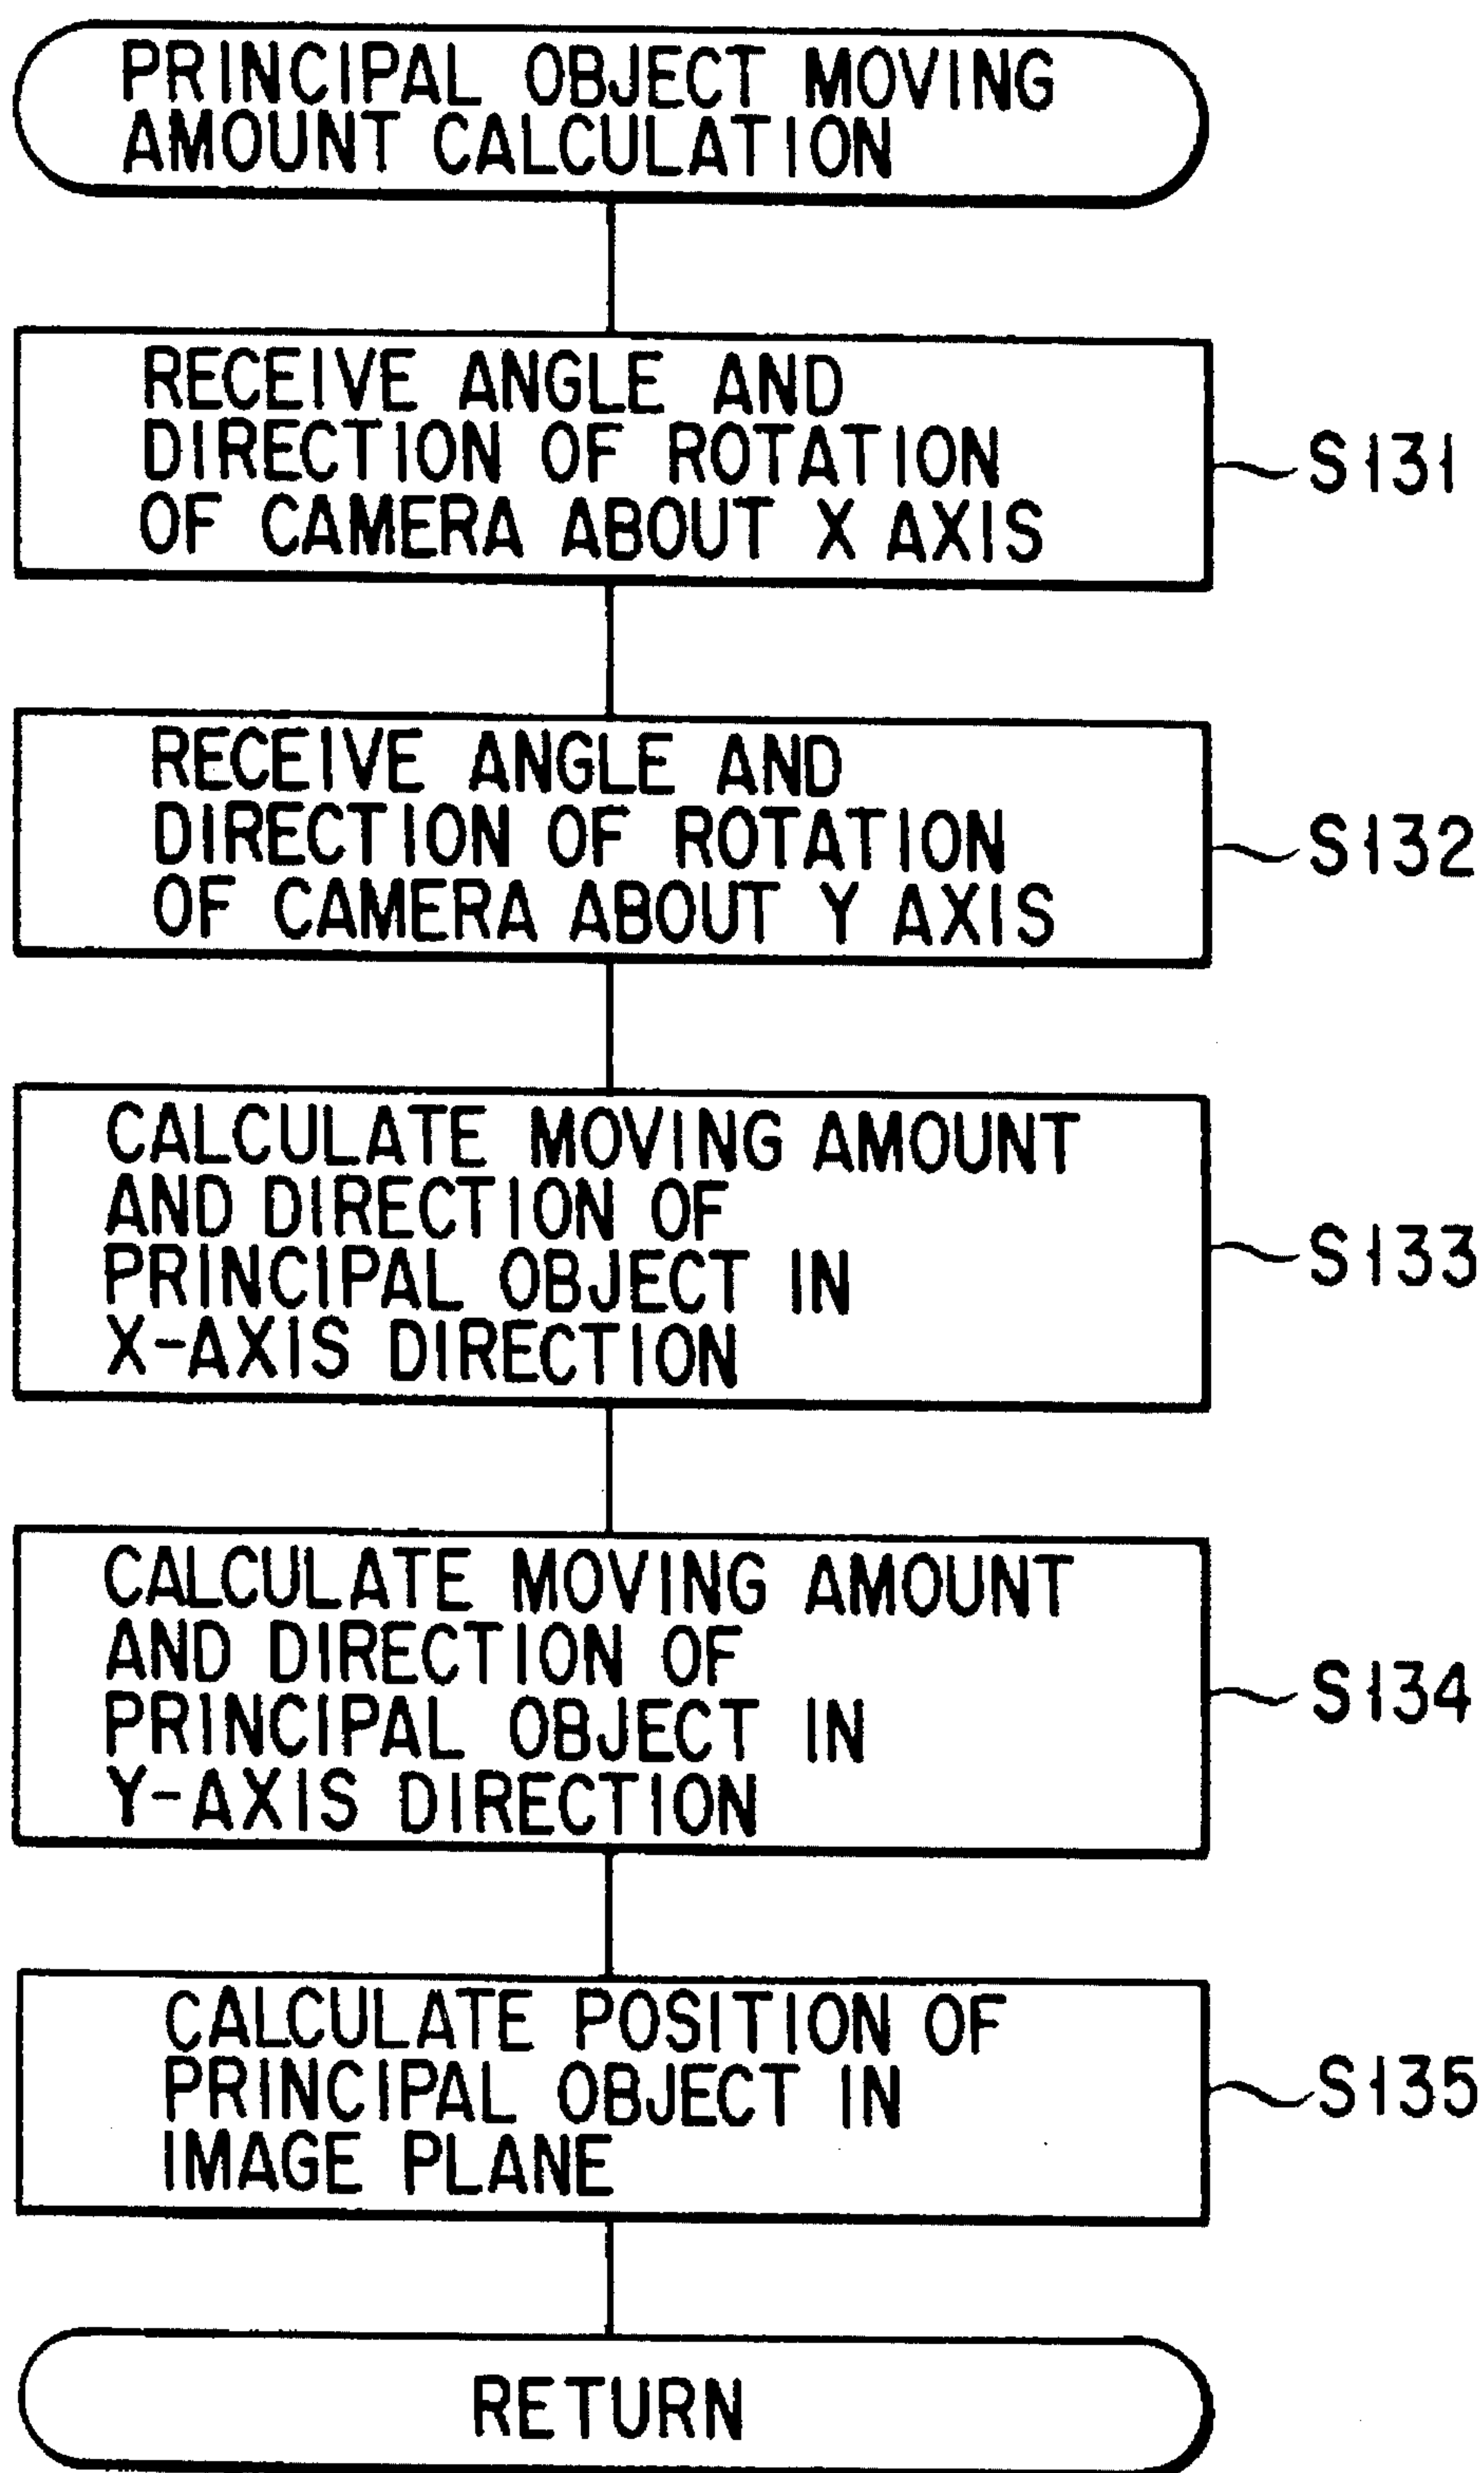 PRINCIPAL OBJECT MOVING
AMOUNT CALCULATION
RECEIVE ANGLE AND
DIRECTION OF ROTATION
OF CAMERA ABOUT X AXIS
S131
RECEIVE ANGLE AND
DIRECTION OF ROTATION
OF CAMERA ABOUT Y AXIS
S132
CALCULATE MOVING AMOUNT
AND DIRECTION OF
PRINCIPAL OBJECT IN
X-AXIS DIRECTION
S133
CALCULATE MOVING AMOUNT
AND DIRECTION OF
PRINCIPAL OBJECT IN
Y-AXIS DIRECTION
S134
CALCULATE POSITION OF
PRINCIPAL OBJECT IN
IMAGE PLANE
S135
RETURN